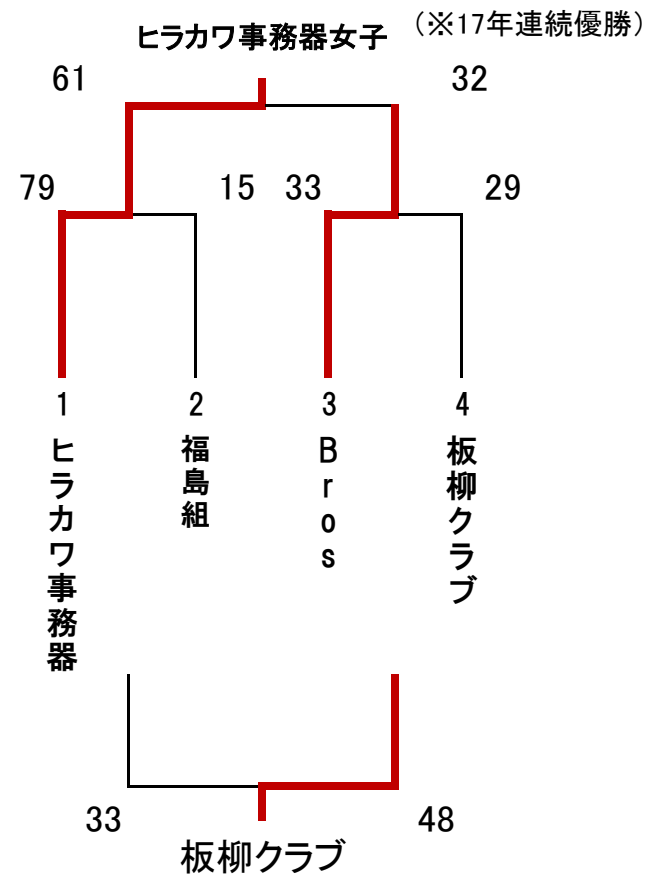 ヒラカワ事務器女子
(※17年連続優勝)
61
32
79
15
33
29
1
2
3
4
ヒラカワ事務器
福島組
Bros
板柳クラブ
33
48
板柳クラブ